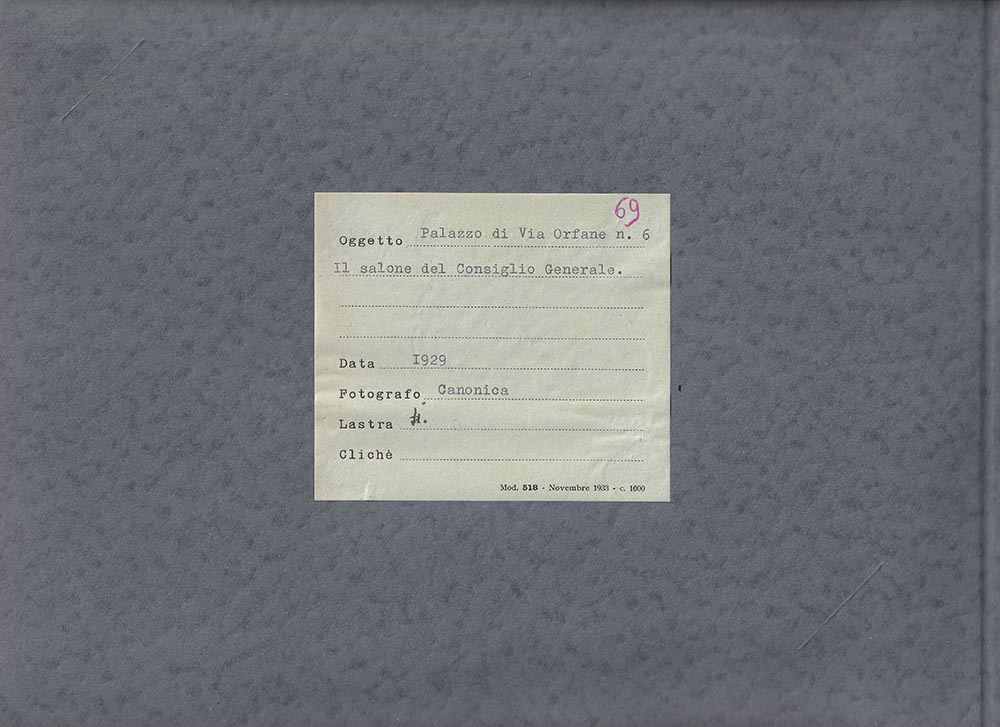 69
Oggetto Palazzo di Via Orfane n. 6
Il salone del Consiglio Generale.
Data I929
Fotografo Canonica
Lastra
Clichè
Mod. 518 - Novembre 1933 - c. 1600